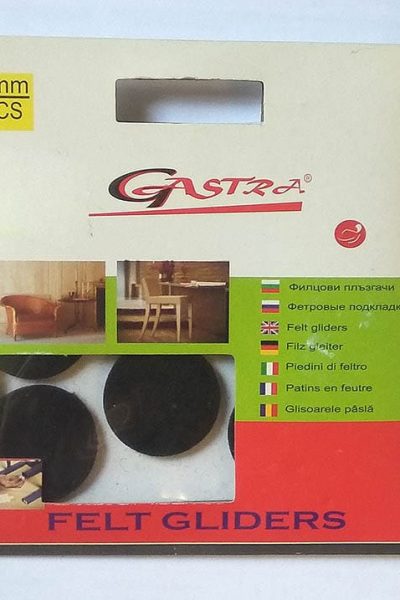 mm
CS
GASTRA®
Филцови плъзгачи
Фетровые подкладк
Felt gliders
Filz gleiter
Piedini di feltro
Patins en feutre
Glisoarele pâslă
FELT GLIDERS